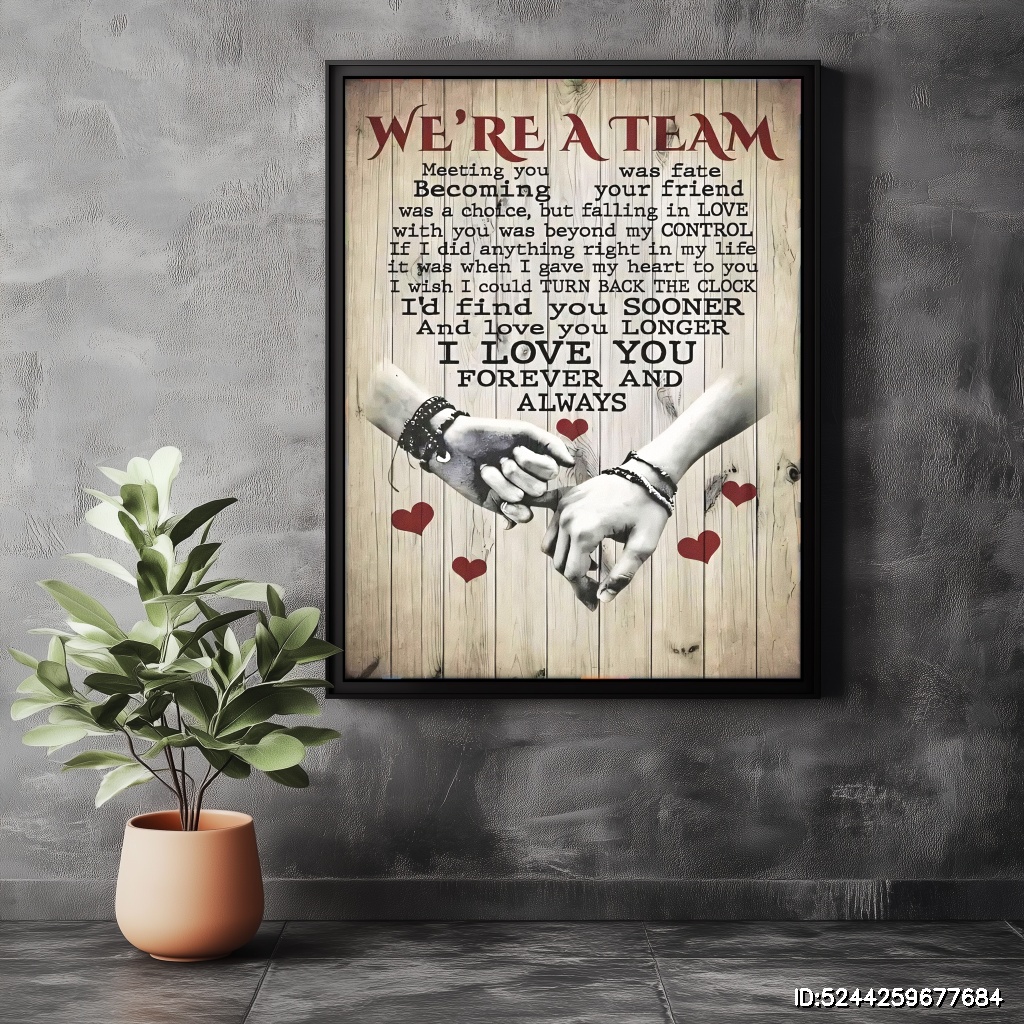 WE'RE A TEAM
Meeting you was fate
Becoming your friend
was a choice, but falling in LOVE
with you was beyond my CONTROL
If I did anything right in my life
it was when I gave my heart to you
I wish I could TURN BACK THE CLOCK
I'd find you SOONER
And love you LONGER
I LOVE YOU
FOREVER AND
ALWAYS
ID:5244259677684